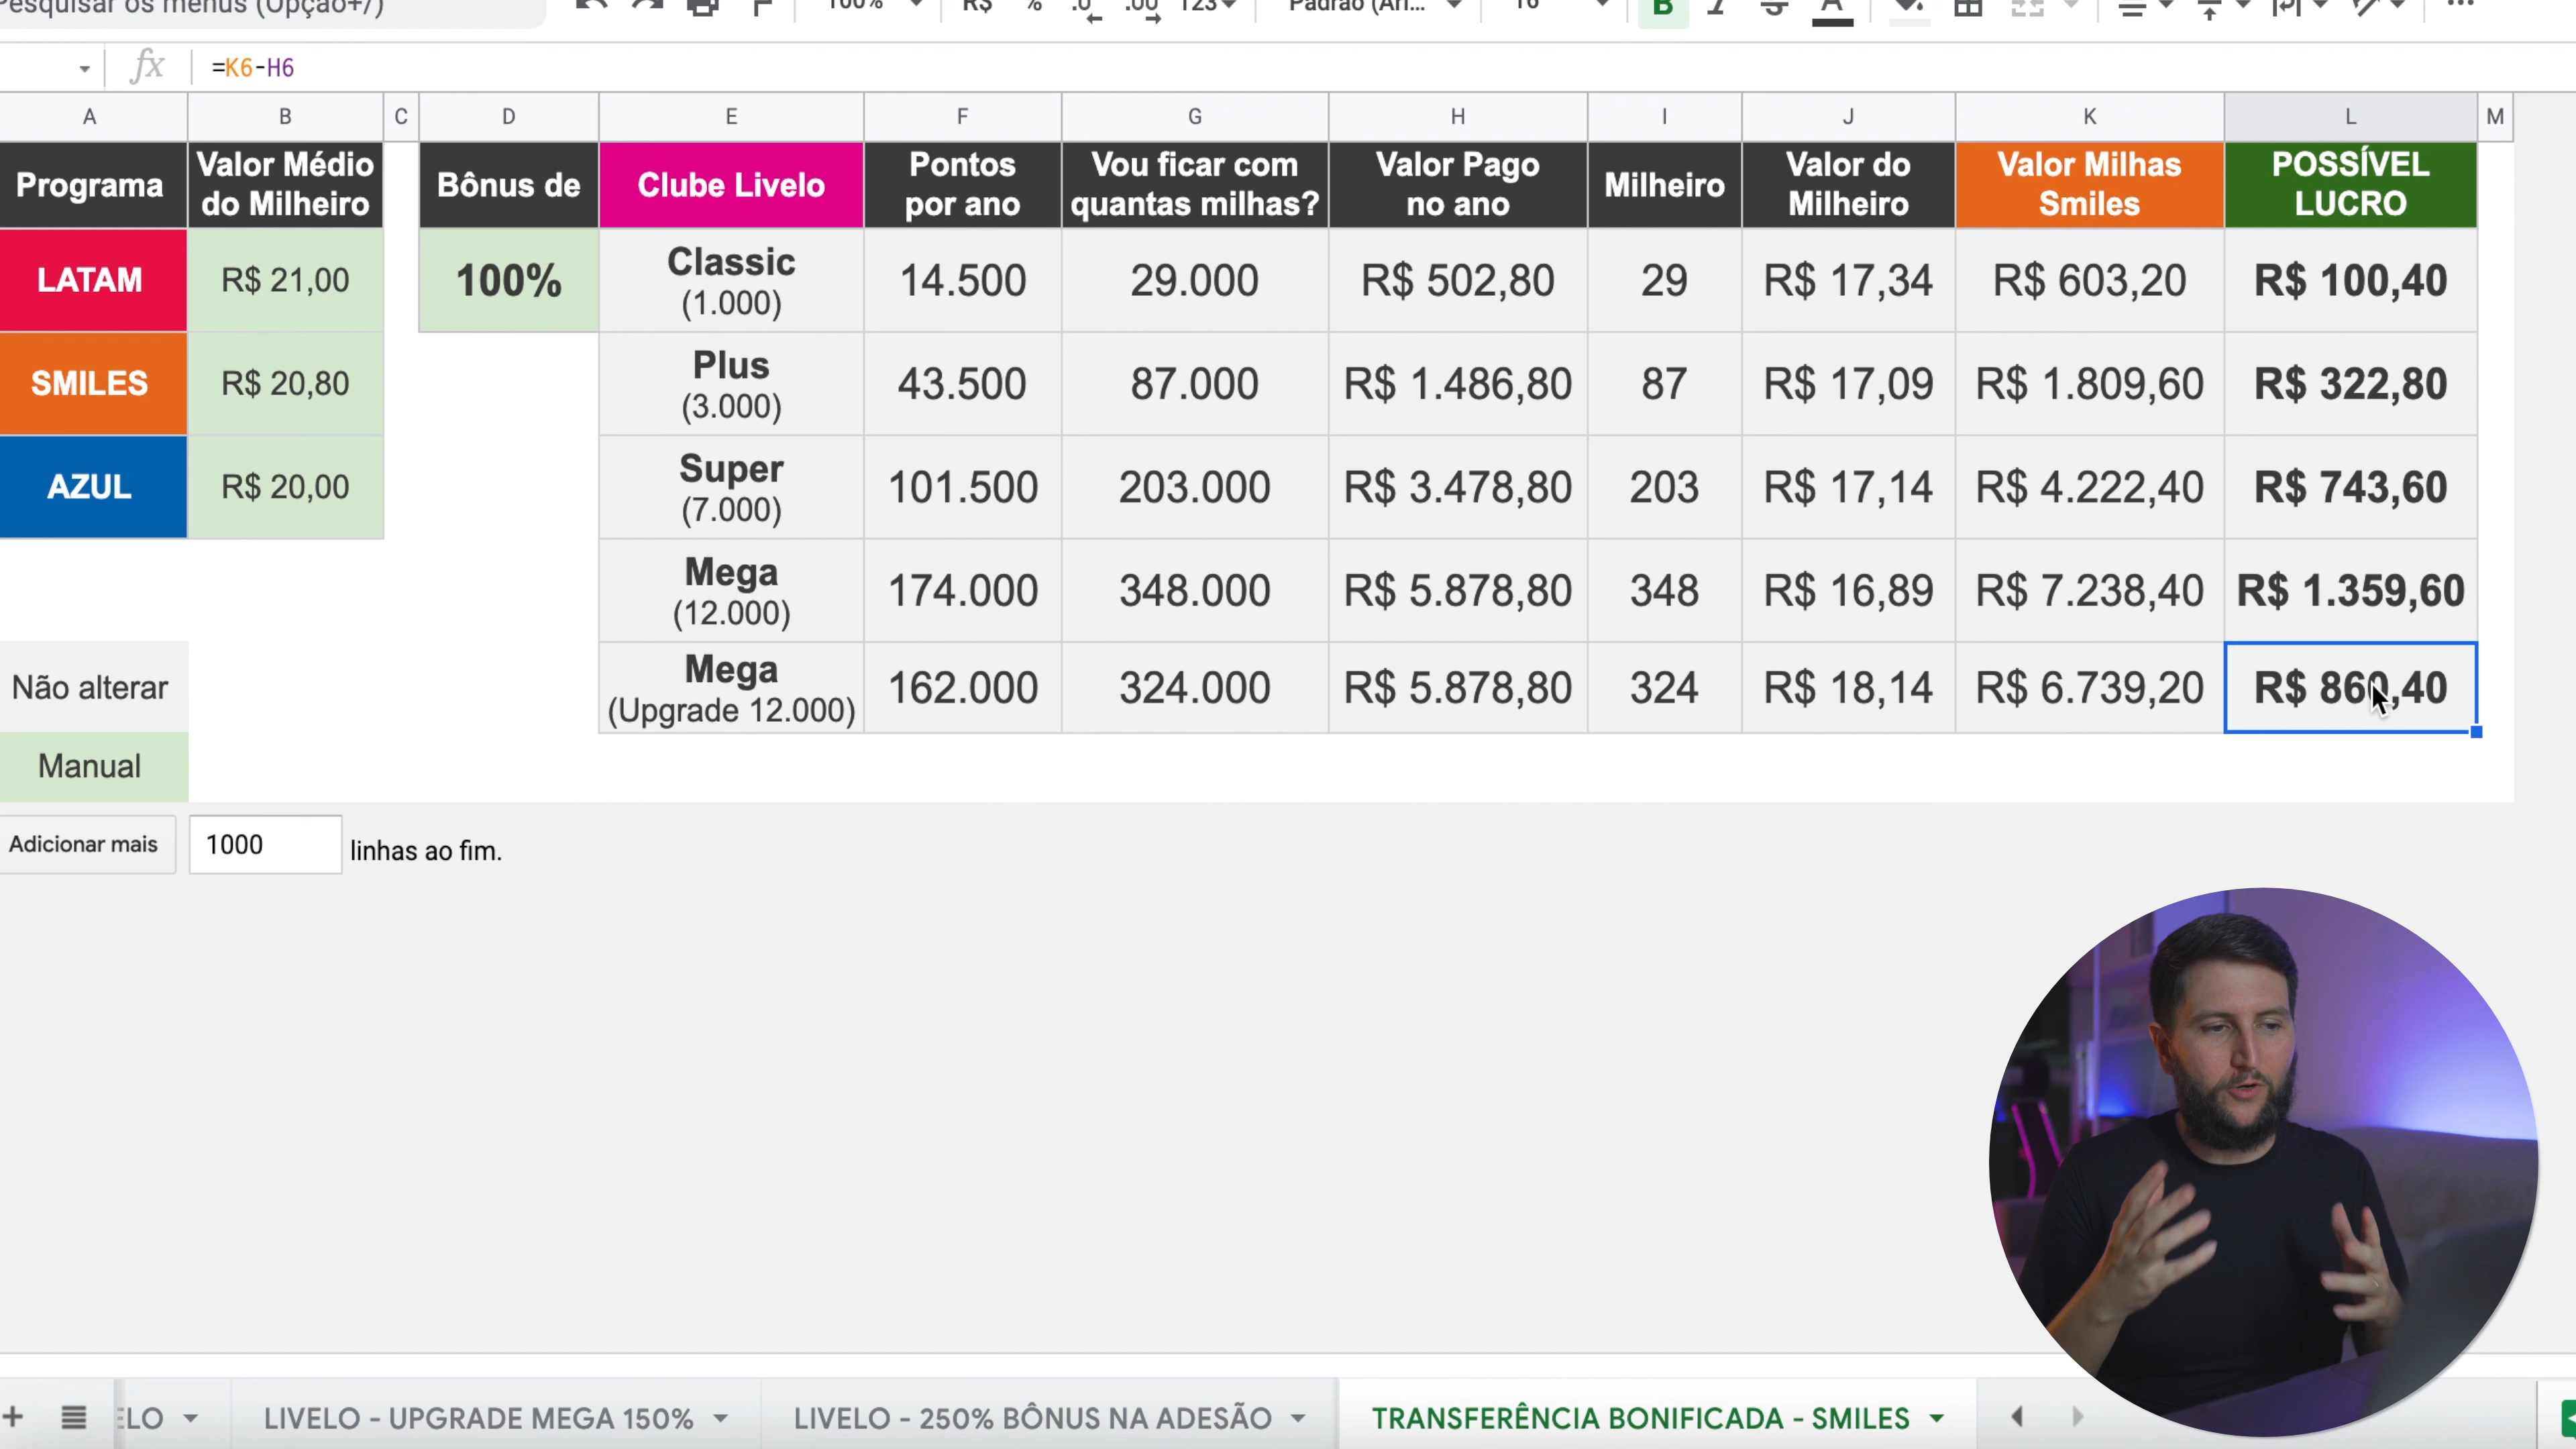 Pesquisar os menus (Opção+/)
100% R$ % .0 .00 123 Padrão (Ari... 16 B I S A
fx =K6-H6
A B C D E F G H I J K L M
Programa
Valor Médio
do Milheiro
Bônus de
Clube Livelo
Pontos
por ano
Vou ficar com
quantas milhas?
Valor Pago
no ano
Milheiro
Valor do
Milheiro
Valor Milhas
Smiles
POSSÍVEL
LUCRO
LATAM R$ 21,00 100%
Classic
(1.000)
14.500 29.000 R$ 502,80 29 R$ 17,34 R$ 603,20 R$ 100,40
SMILES R$ 20,80
Plus
(3.000)
43.500 87.000 R$ 1.486,80 87 R$ 17,09 R$ 1.809,60 R$ 322,80
AZUL R$ 20,00
Super
(7.000)
101.500 203.000 R$ 3.478,80 203 R$ 17,14 R$ 4.222,40 R$ 743,60
Mega
(12.000)
174.000 348.000 R$ 5.878,80 348 R$ 16,89 R$ 7.238,40 R$ 1.359,60
Não alterar
Mega
(Upgrade 12.000)
162.000 324.000 R$ 5.878,80 324 R$ 18,14 R$ 6.739,20 R$ 860,40
Manual
Adicionar mais 1000 linhas ao fim.
ELO LIVELO - UPGRADE MEGA 150% LIVELO - 250% BÔNUS NA ADESÃO TRANSFERÊNCIA BONIFICADA - SMILES